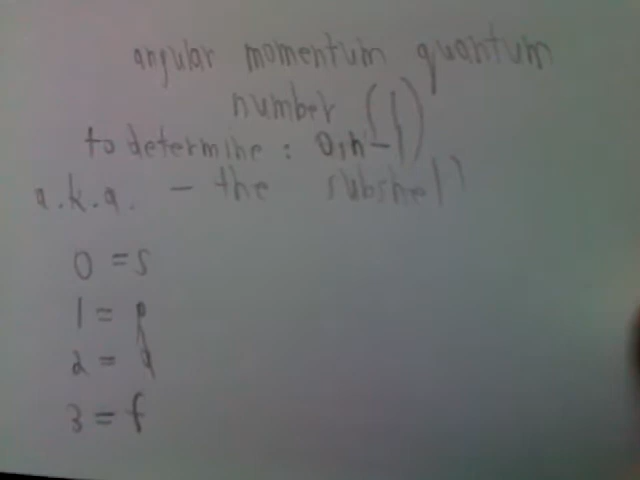 angular momentum quantum
number (l)
to determine: 0,n-1
a.k.a. - the subshell
0 = s
1 = p
2 = d
3 = f